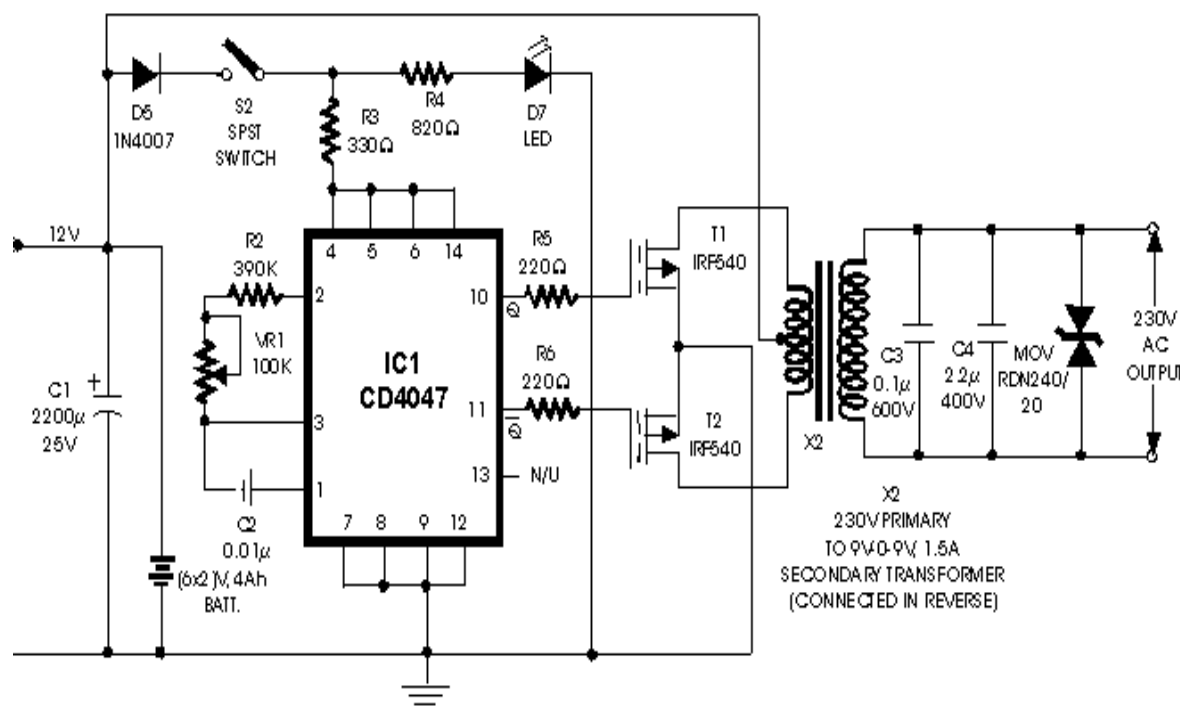 D5
1N4007
S2
SPST
SWITCH
R3
330Ω
R4
820Ω
D7
LED
12V
4
5
6
14
R2
390K
2
10
Q
R5
220Ω
T1
IRF540
VR1
100K
IC1
CD4047
R6
220Ω
3
11
Q̅
T2
IRF540
1
13
N/U
7
8
9
12
C1
2200µ
25V
+
C2
0.01µ
(6x2)V, 4Ah
BATT.
X2
C3
0.1µ
600V
C4
2.2µ
400V
MOV
RDN240/
20
230V
AC
OUTPUT
X2
230V PRIMARY
TO 9V-0-9V, 1.5A
SECONDARY TRANSFORMER
(CONNECTED IN REVERSE)